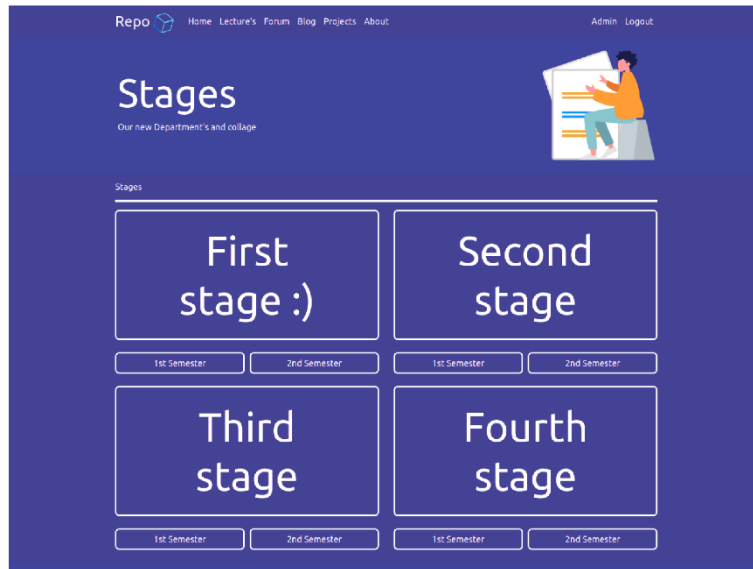 Repo Home Lecture's Forum Blog Projects About Admin Logout
Stages
Our new Department's and collage
Stages
First
stage :)
Second
stage
1st Semester 2nd Semester 1st Semester 2nd Semester
Third
stage
Fourth
stage
1st Semester 2nd Semester 1st Semester 2nd Semester